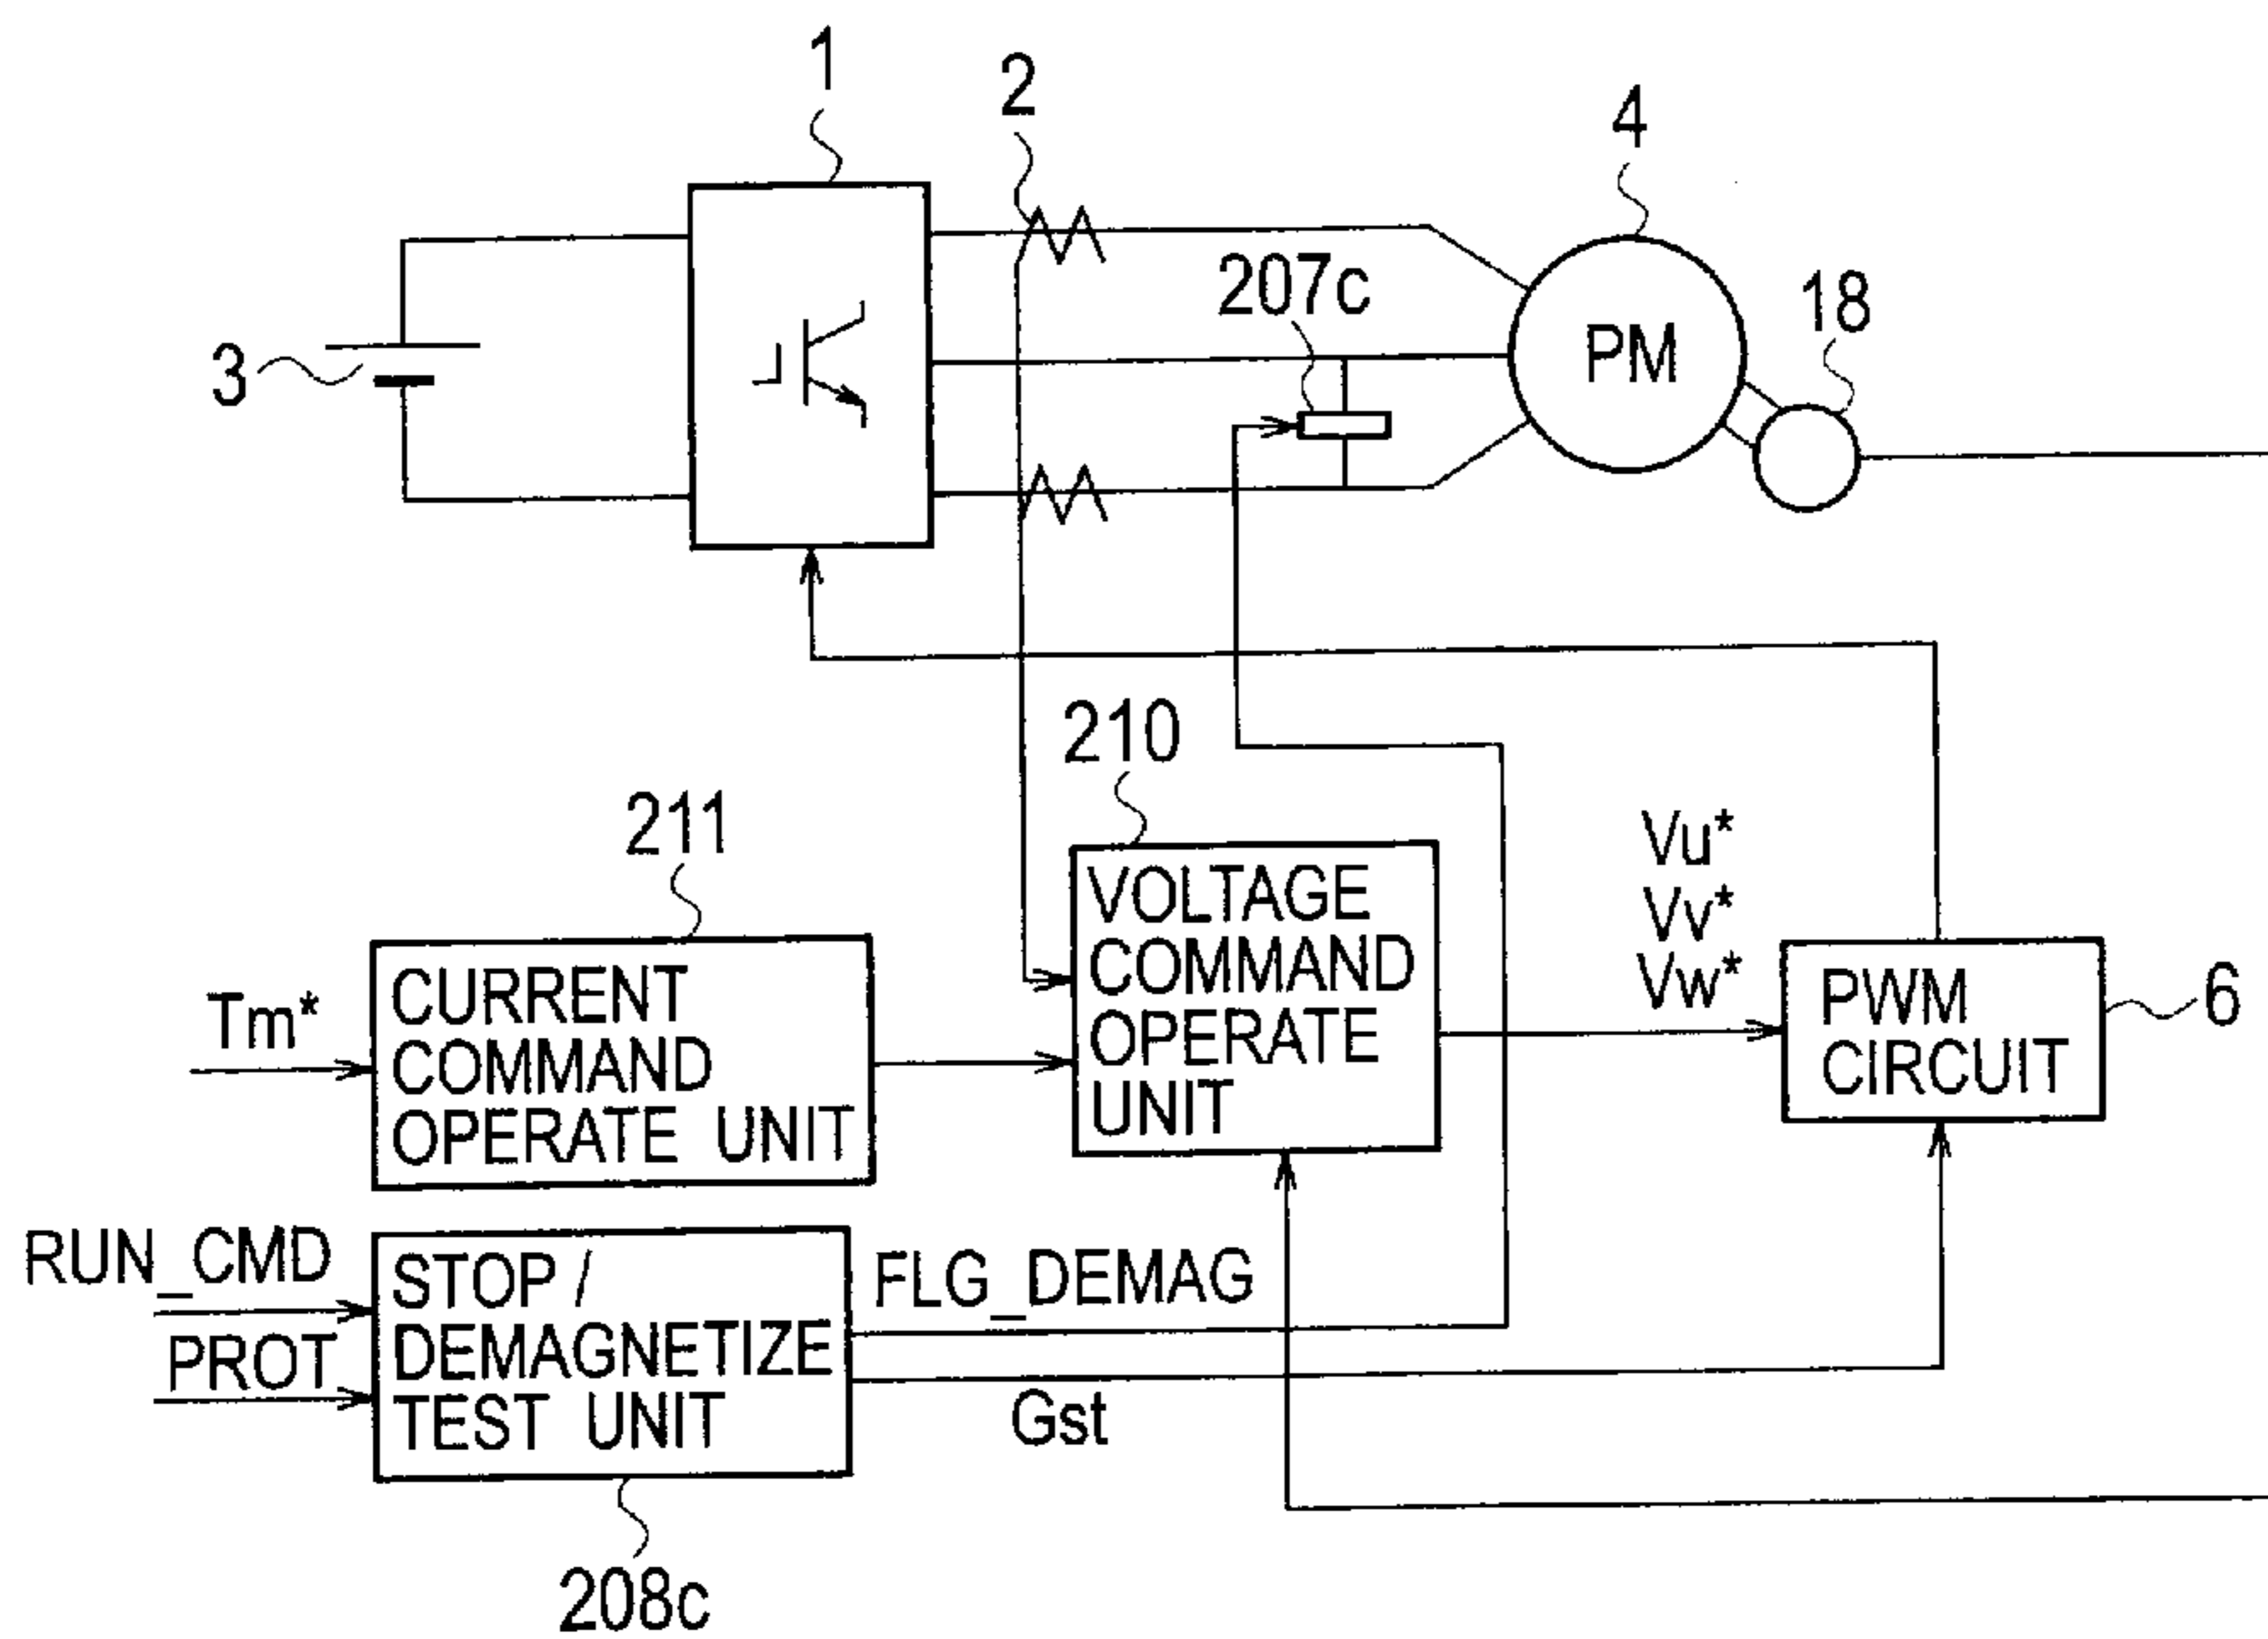 1
2
4
207c
18
3
PM
210
211
Vu*
Vv*
Vw*
VOLTAGE
COMMAND
OPERATE
UNIT
Tm*
CURRENT
COMMAND
OPERATE UNIT
PWM
CIRCUIT
6
RUN_CMD
PROT
STOP /
DEMAGNETIZE
TEST UNIT
FLG_DEMAG
Gst
208c